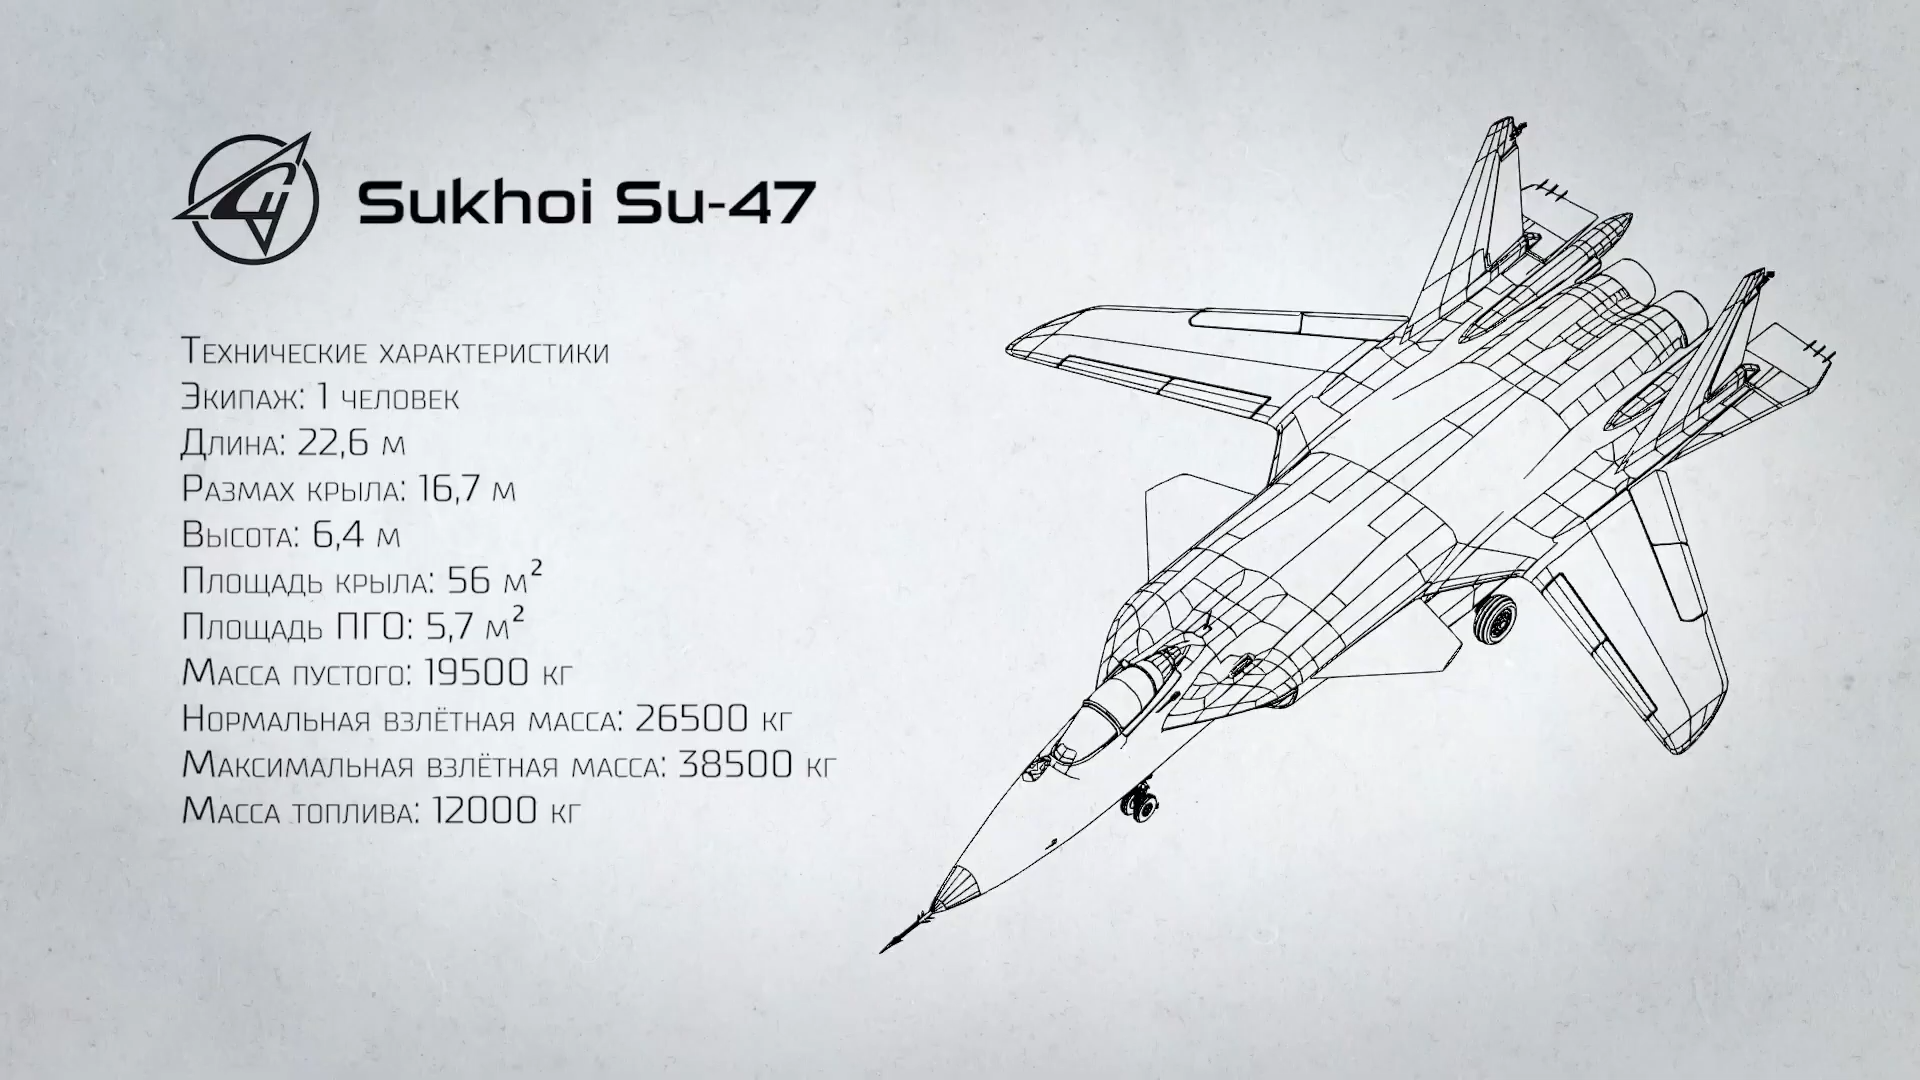 Sukhoi Su-47
Технические характеристики
Экипаж: 1 человек
Длина: 22,6 м
Размах крыла: 16,7 м
Высота: 6,4 м
Площадь крыла: 56 м²
Площадь ПГО: 5,7 м²
Масса пустого: 19500 кг
Нормальная взлётная масса: 26500 кг
Максимальная взлётная масса: 38500 кг
Масса топлива: 12000 кг